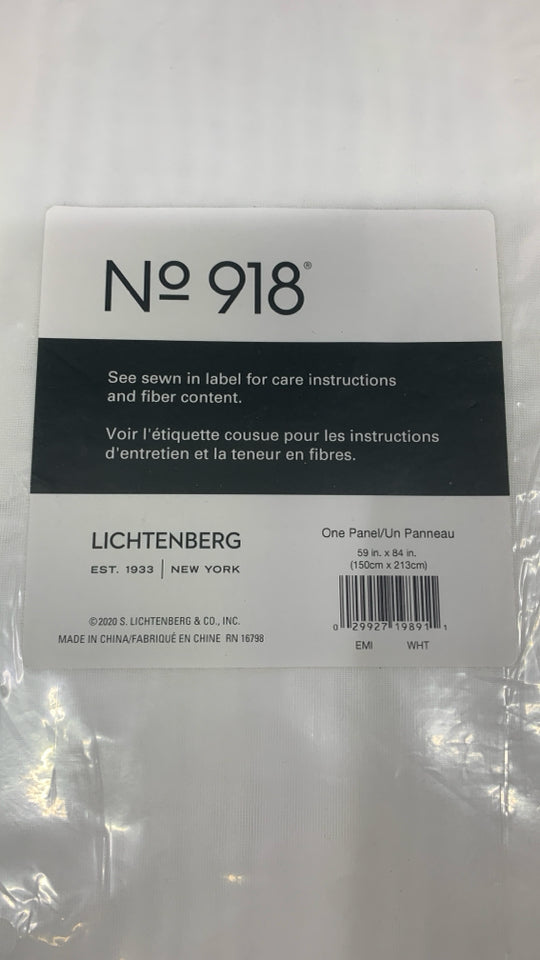 Nº 918®
See sewn in label for care instructions
and fiber content.
Voir l'étiquette cousue pour les instructions
d'entretien et la teneur en fibres.
LICHTENBERG
EST. 1933 | NEW YORK
©2020 S. LICHTENBERG & CO., INC.
MADE IN CHINA/FABRIQUÉ EN CHINE RN 16798
One Panel/Un Panneau
59 in. x 84 in.
(150cm x 213cm)
0 29927 19891 1
EMI WHT